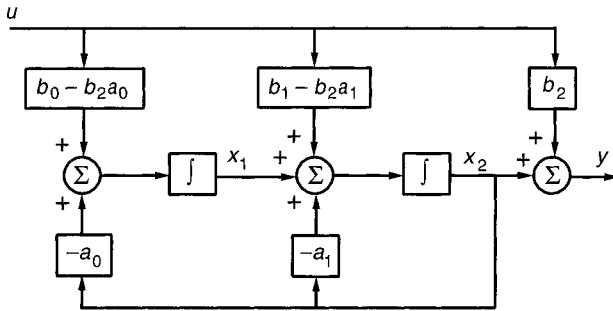 u
b₀ – b₂a₀
b₁ – b₂a₁
b₂
+
+
+
Σ
∫
x₁
+
Σ
∫
x₂
+
Σ
y
+
+
–a₀
–a₁